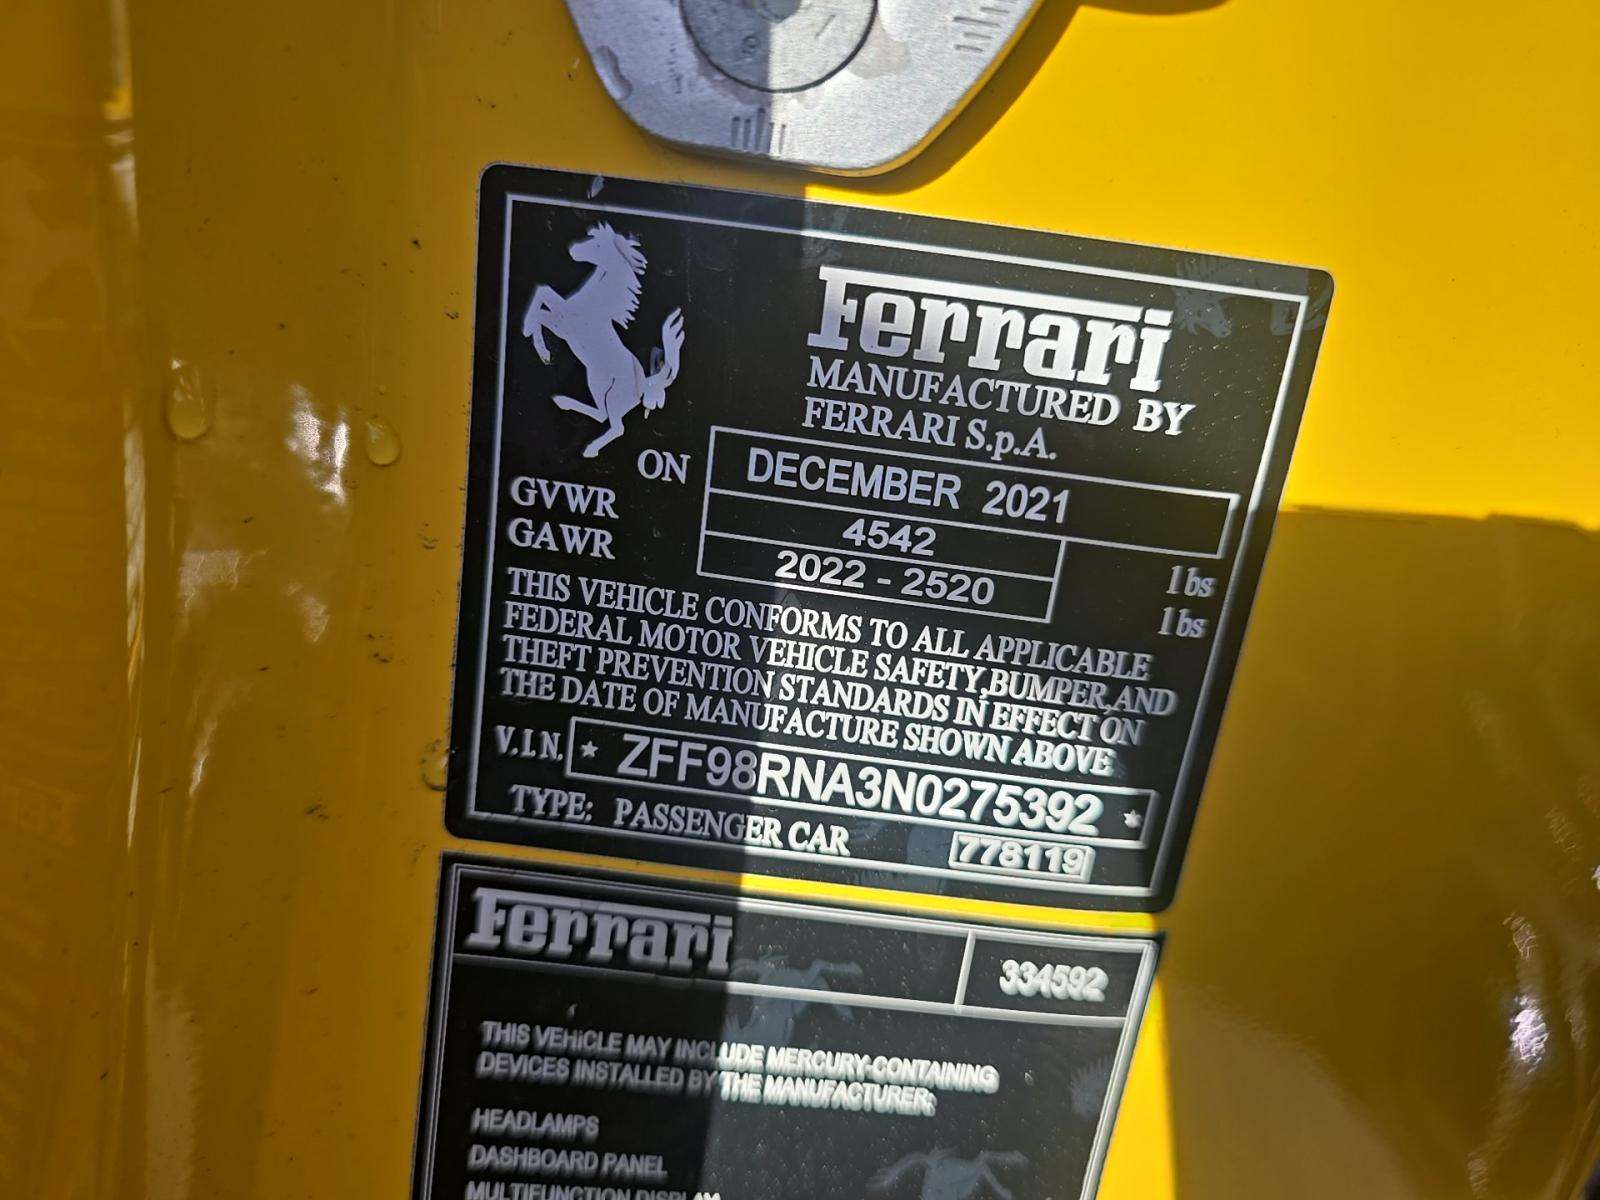 Ferrari
MANUFACTURED BY
FERRARI S.p.A.
ON DECEMBER 2021
GVWR 4542 lbs
GAWR 2022 - 2520 lbs
THIS VEHICLE CONFORMS TO ALL APPLICABLE
FEDERAL MOTOR VEHICLE SAFETY,BUMPER,AND
THEFT PREVENTION STANDARDS IN EFFECT ON
THE DATE OF MANUFACTURE SHOWN ABOVE
V.I.N. * ZFF98RNA3N0275392 *
TYPE: PASSENGER CAR 778119
Ferrari 334592
THIS VEHICLE MAY INCLUDE MERCURY-CONTAINING
DEVICES INSTALLED BY THE MANUFACTURER:
HEADLAMPS
DASHBOARD PANEL
MULTIFUNCTION DISPLAY